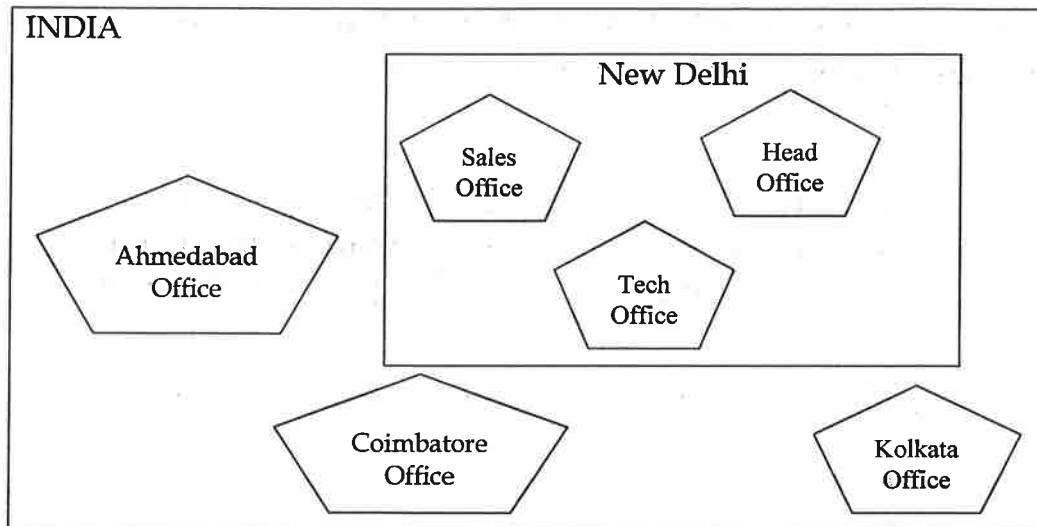 INDIA
New Delhi
Sales
Office
Head
Office
Ahmedabad
Office
Tech
Office
Coimbatore
Office
Kolkata
Office